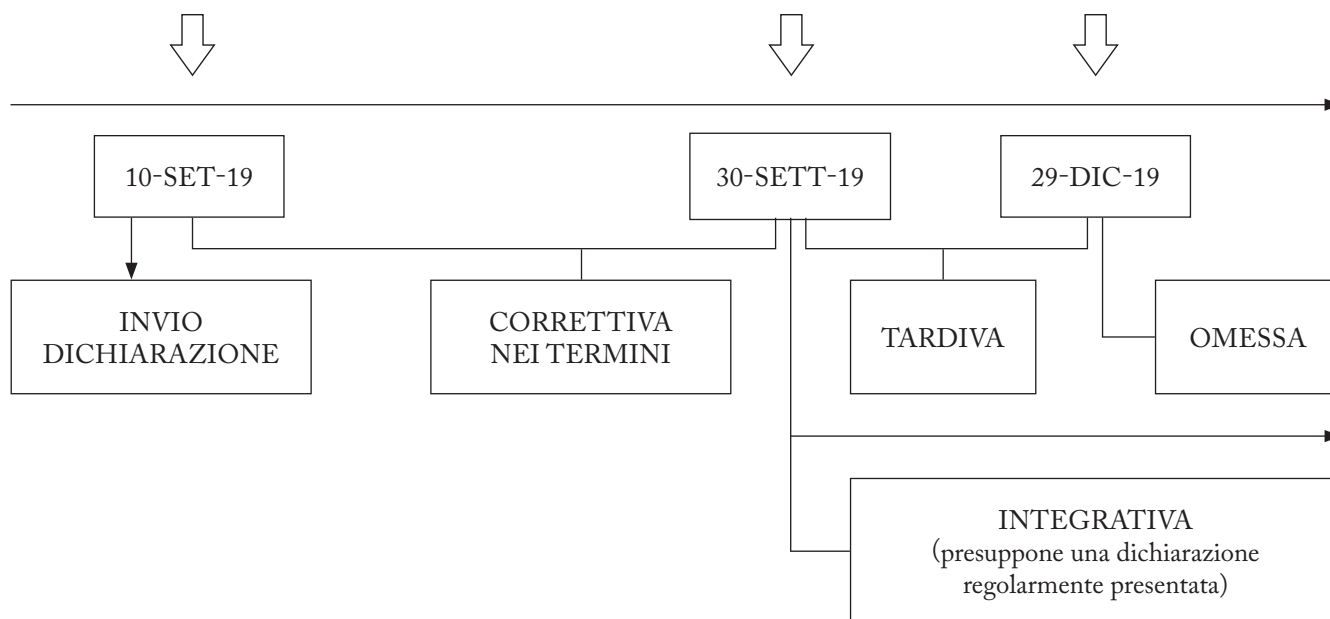 10-SET-19
30-SETT-19
29-DIC-19
INVIO
DICHIARAZIONE
CORRETTIVA
NEI TERMINI
TARDIVA
OMESSA
INTEGRATIVA
(presuppone una dichiarazione
regolarmente presentata)